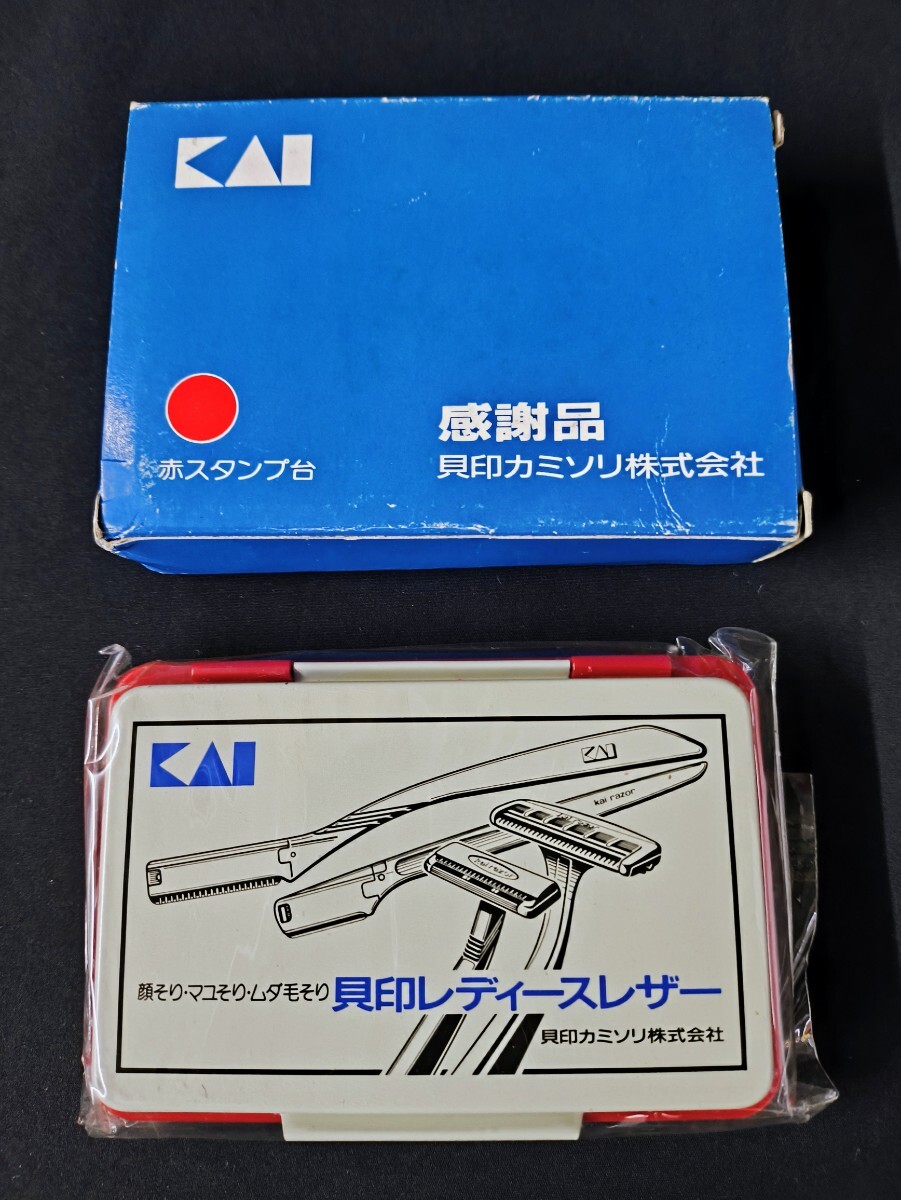 KAI
感謝品
赤スタンプ台
貝印カミソリ株式会社
KAI
KAI
kai razor
顔そり・マユそり・ムダ毛そり 貝印レディースレザー
貝印カミソリ株式会社